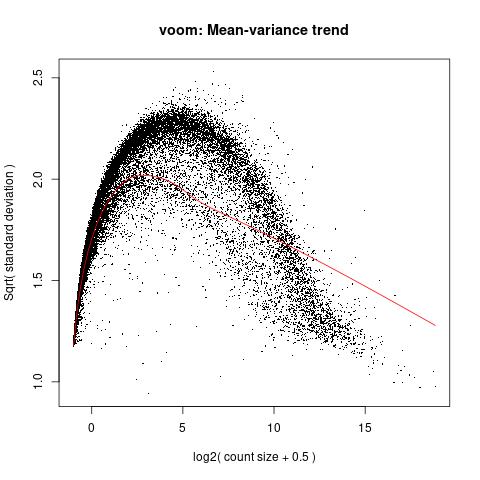 voom: Mean-variance trend
2.5
2.0
1.5
1.0
Sqrt( standard deviation )
0 5 10 15
log2( count size + 0.5 )